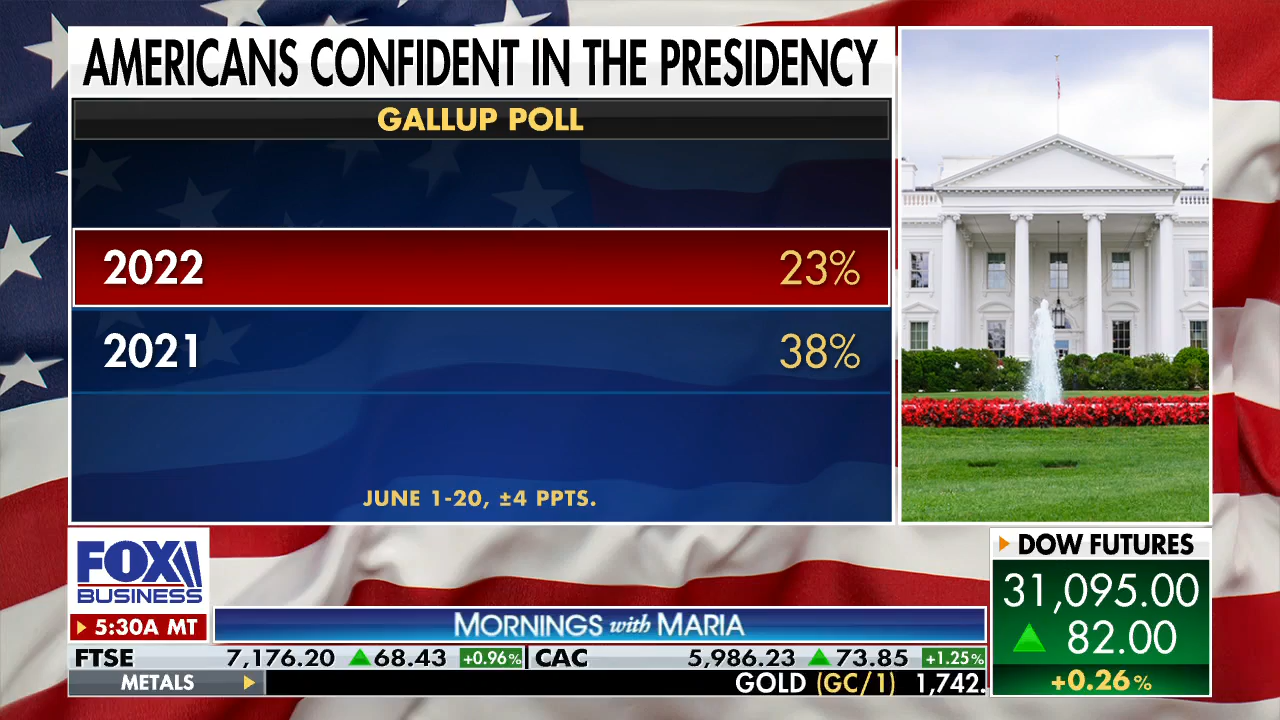 AMERICANS CONFIDENT IN THE PRESIDENCY
GALLUP POLL
2022 23%
2021 38%
JUNE 1-20, ±4 PPTS.
FOX
BUSINESS
5:30A MT
MORNINGS with MARIA
DOW FUTURES
31,095.00
82.00
+0.26%
FTSE 7,176.20 68.43 +0.96% CAC 5,986.23 73.85 +1.25%
METALS GOLD (GC/1) 1,742.